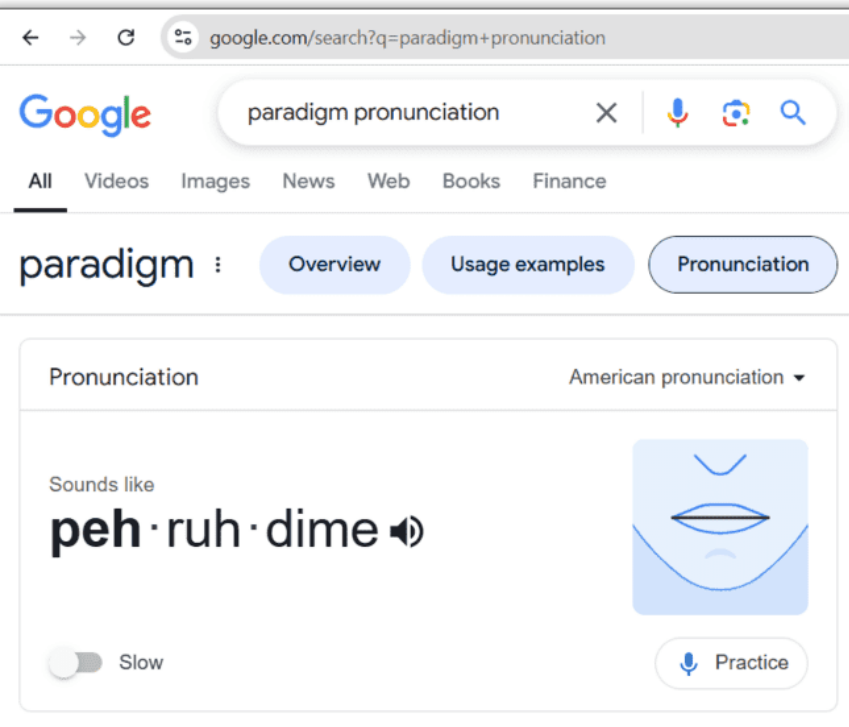 google.com/search?q=paradigm+pronunciation
Google paradigm pronunciation
All Videos Images News Web Books Finance
paradigm Overview Usage examples Pronunciation
Pronunciation American pronunciation
Sounds like
peh·ruh·dime
Slow Practice